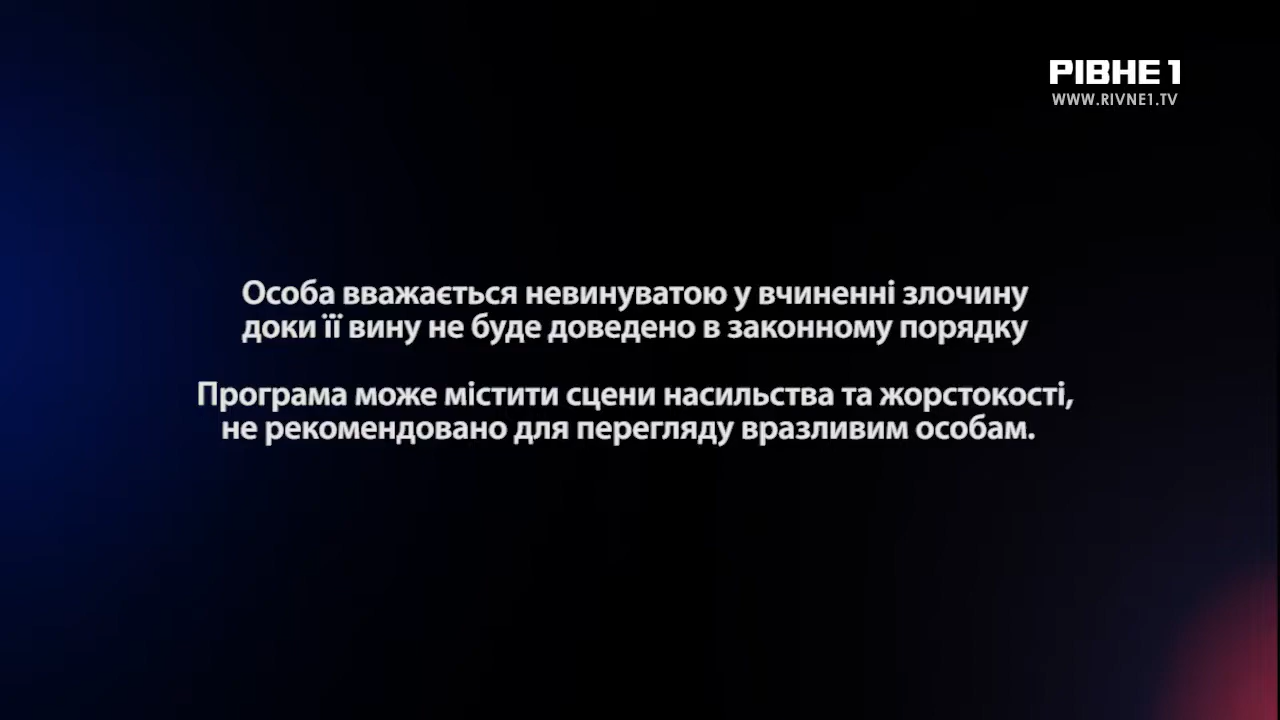 РІВНЕ 1
WWW.RIVNE1.TV
Особа вважається невинуватою у вчиненні злочину
доки її вину не буде доведено в законному порядку
Програма може містити сцени насильства та жорстокості,
не рекомендовано для перегляду вразливим особам.